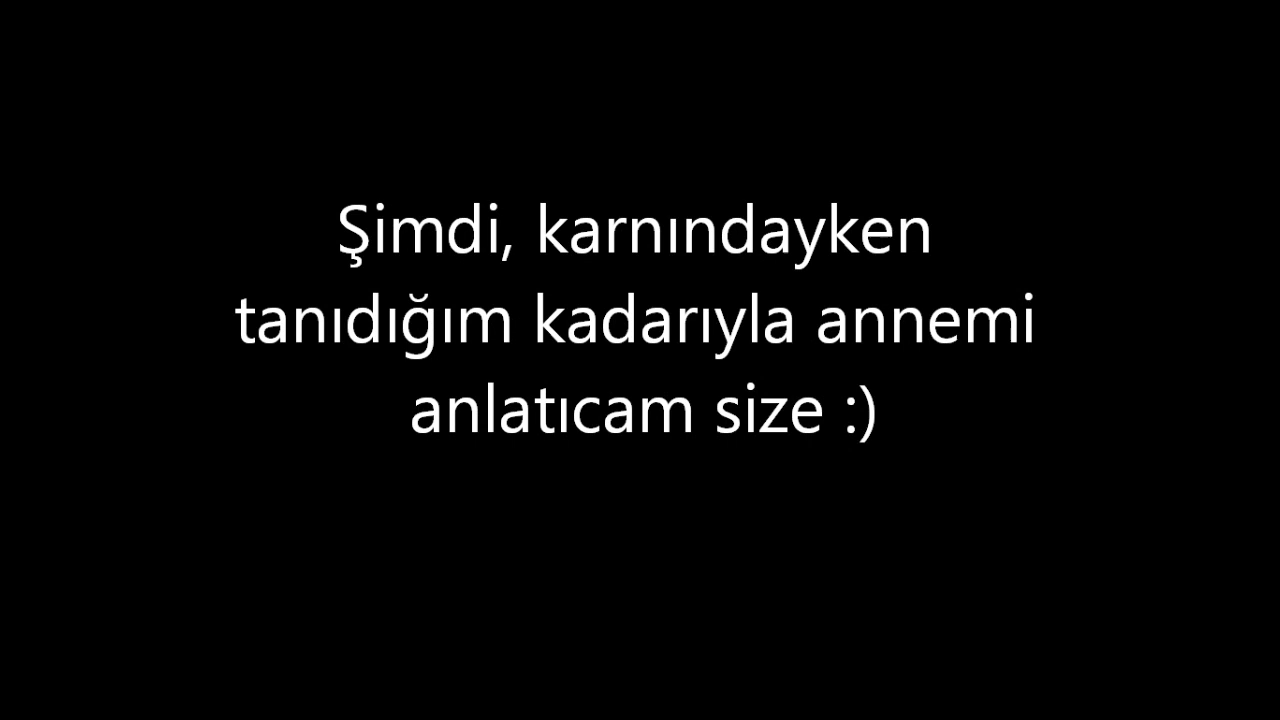 Şimdi, karnındayken
tanıdığım kadarıyla annemi
anlatıcam size :)